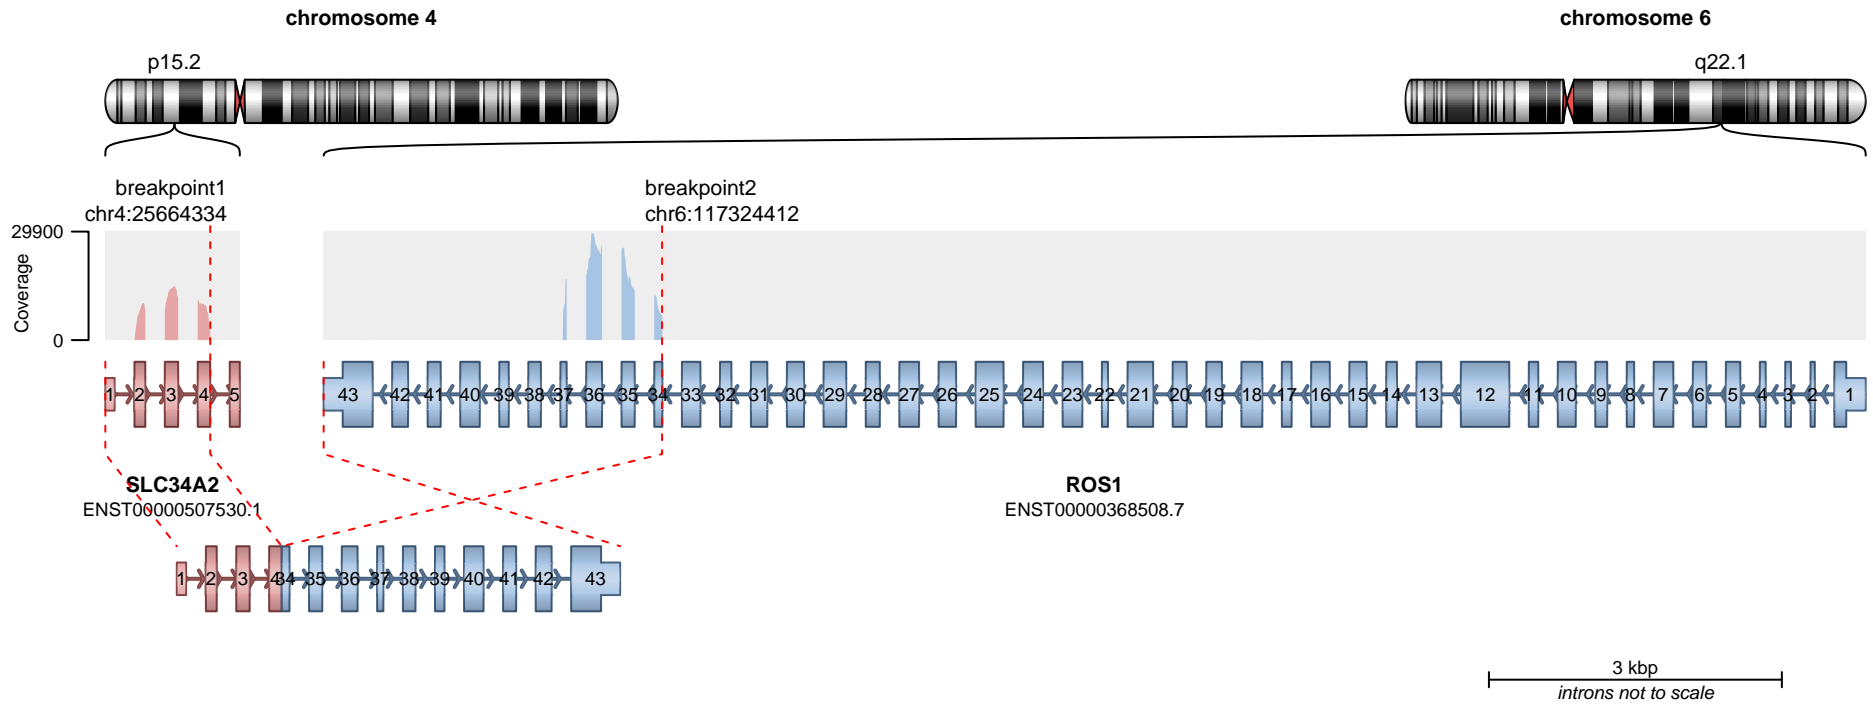 chromosome 4
chromosome 6
p15.2
q22.1
breakpoint1
chr4:25664334
breakpoint2
chr6:117324412
29900
Coverage
0
1 2 3 4 5
43 42 41 40 39 38 37 36 35 34 33 32 31 30 29 28 27 26 25 24 23 22 21 20 19 18 17 16 15 14 13 12 11 10 9 8 7 6 5 4 3 2 1
SLC34A2
ENST00000507530.1
ROS1
ENST00000368508.7
1 2 3 4 34 35 36 37 38 39 40 41 42 43
3 kbp
introns not to scale